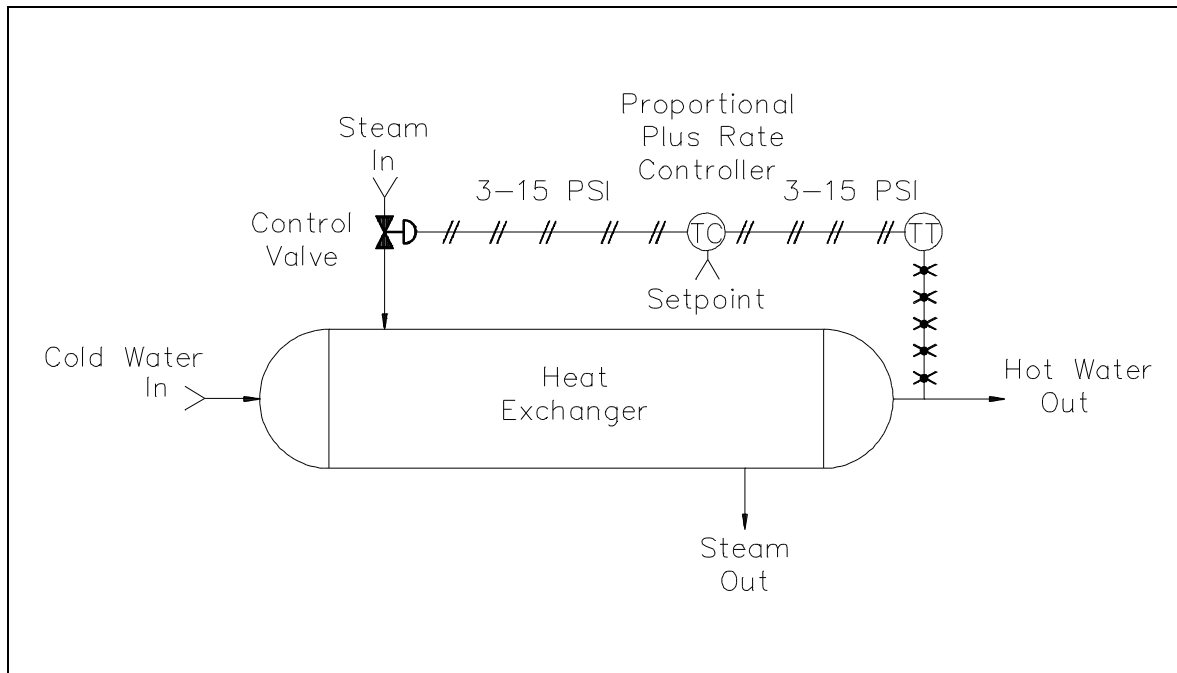 Proportional
Plus Rate
Controller
Steam
In
3-15 PSI
3-15 PSI
Control
Valve
TC
TT
Setpoint
Cold Water
In
Heat
Exchanger
Hot Water
Out
Steam
Out